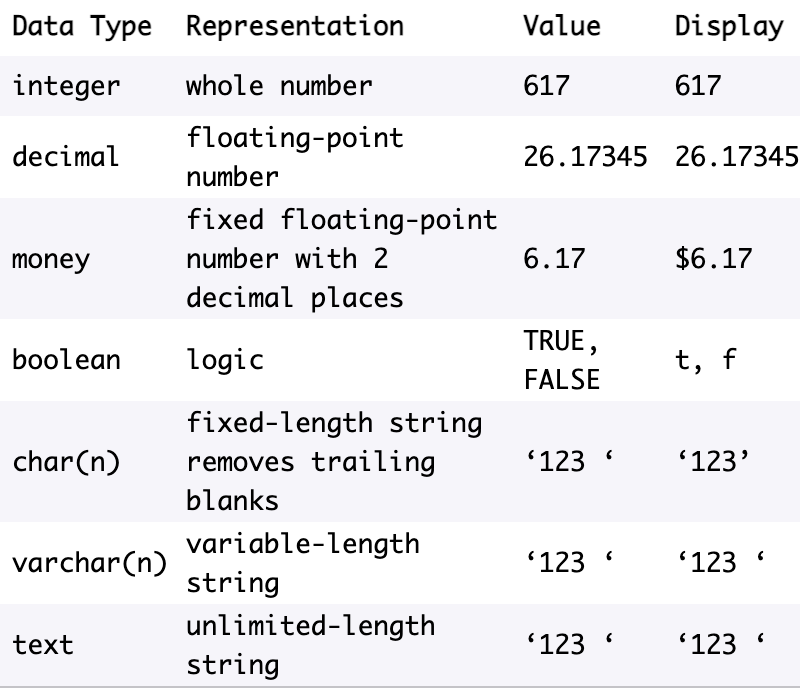 Data Type Representation Value Display
integer whole number 617 617
decimal floating-point number 26.17345 26.17345
money fixed floating-point number with 2 decimal places 6.17 $6.17
boolean logic TRUE, FALSE t, f
char(n) fixed-length string removes trailing blanks ‘123 ‘ ‘123’
varchar(n) variable-length string ‘123 ‘ ‘123 ‘
text unlimited-length string ‘123 ‘ ‘123 ‘